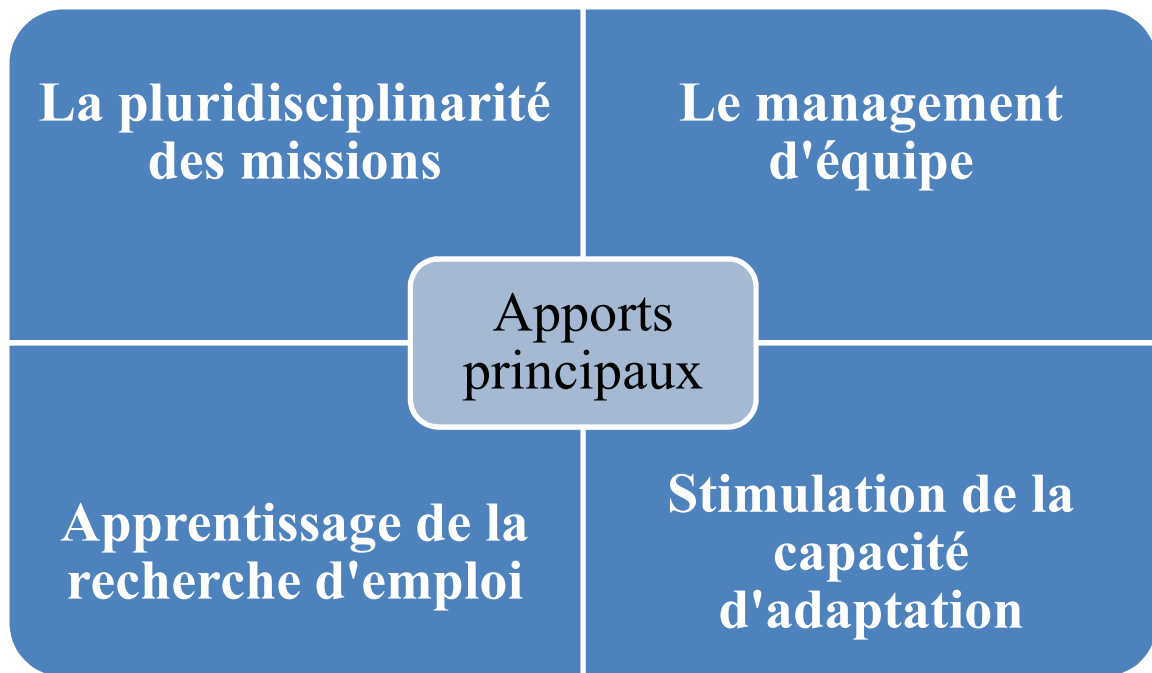 La pluridisciplinarité
des missions
Le management
d'équipe
Apports
principaux
Apprentissage de la
recherche d'emploi
Stimulation de la
capacité
d'adaptation